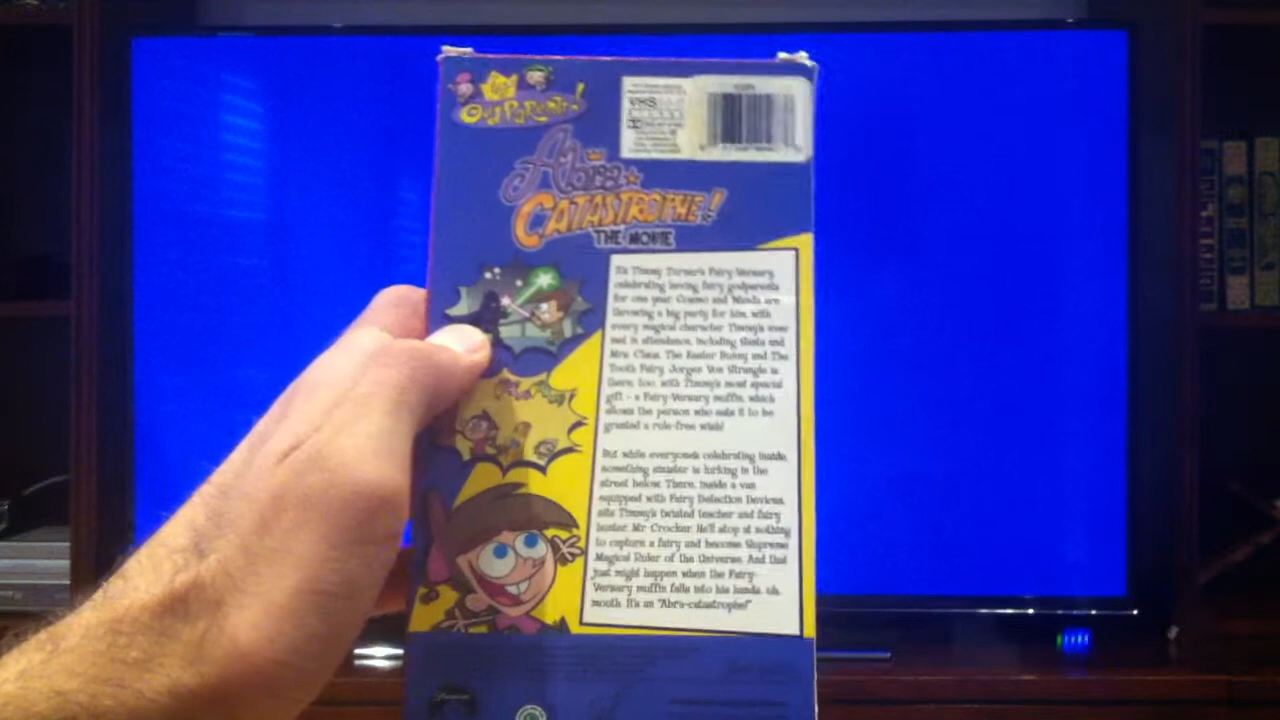 OddParents!
VHS
Abra
CATASTROPHE!
THE MOVIE
It's Timmy Turner's Fairy-Versary,
celebrating having fairy godparents
for one year. Cosmo and Wanda are
throwing a big party for him, with
every magical character Timmy's ever
met in attendance, including Santa and
Mrs. Claus, The Easter Bunny and The
Tooth Fairy. Jorgen Von Strangle is
there, too, with Timmy's most special
gift - a Fairy-Versary muffin, which
allows the person who eats it to be
granted a rule-free wish!
But while everyone's celebrating inside,
something sinister is lurking in the
street below. There, inside a van
equipped with Fairy Detection Devices,
sits Timmy's twisted teacher and fairy
hunter, Mr. Crocker. He'll stop at nothing
to capture a fairy and become Supreme
Magical Ruler of the Universe. And that
just might happen when the Fairy-
Versary muffin falls into his hands, uh,
mouth. It's an "Abra-catastrophe!"